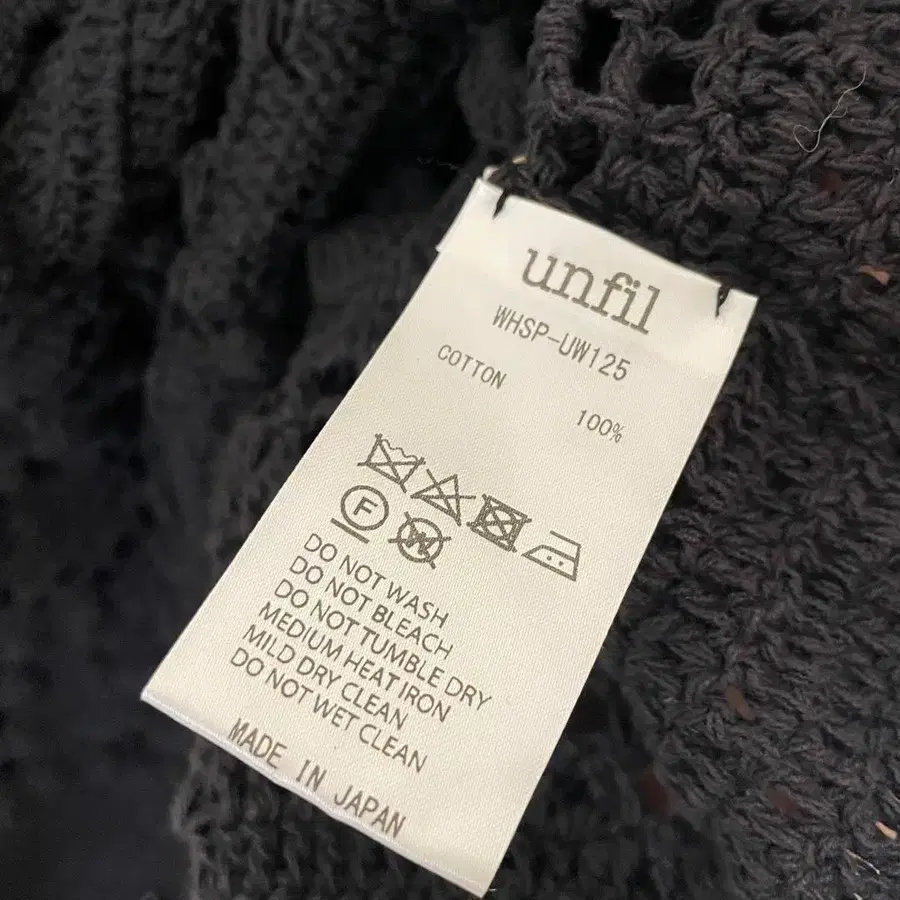 unfil
WHSP-UW125
COTTON 100%
F W
DO NOT WASH
DO NOT BLEACH
DO NOT TUMBLE DRY
MEDIUM HEAT IRON
MILD DRY CLEAN
DO NOT WET CLEAN
MADE IN JAPAN